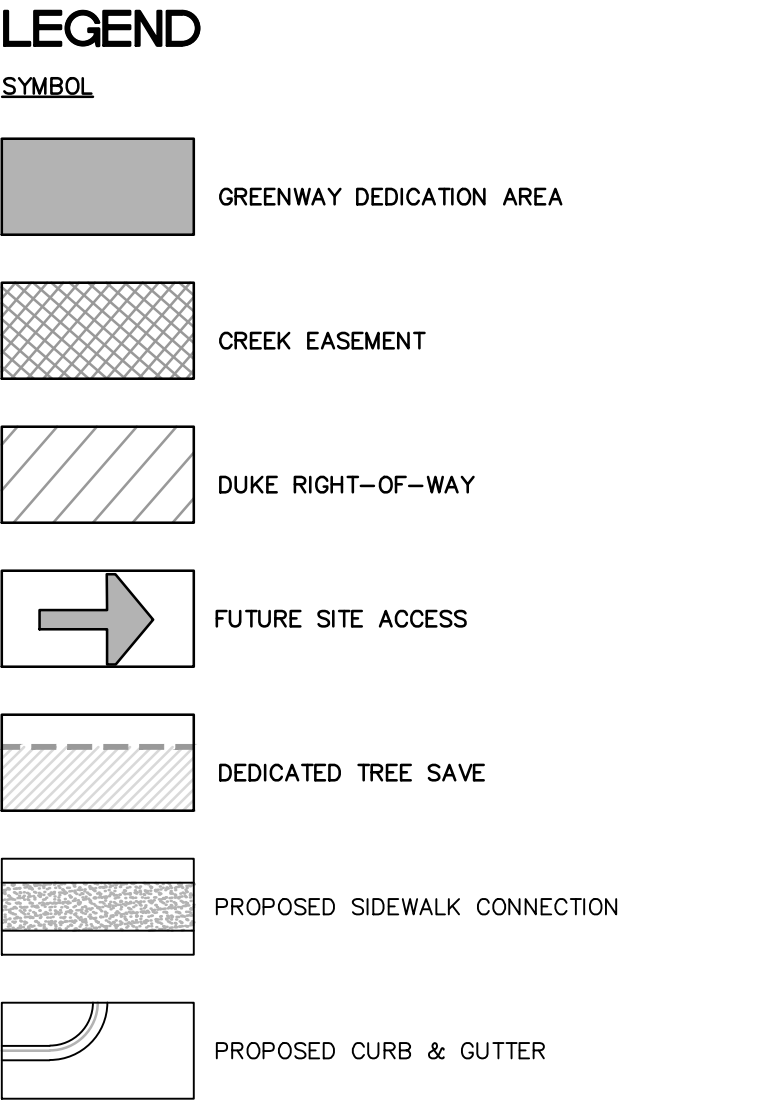 LEGEND
SYMBOL
GREENWAY DEDICATION AREA
CREEK EASEMENT
DUKE RIGHT-OF-WAY
FUTURE SITE ACCESS
DEDICATED TREE SAVE
PROPOSED SIDEWALK CONNECTION
PROPOSED CURB & GUTTER